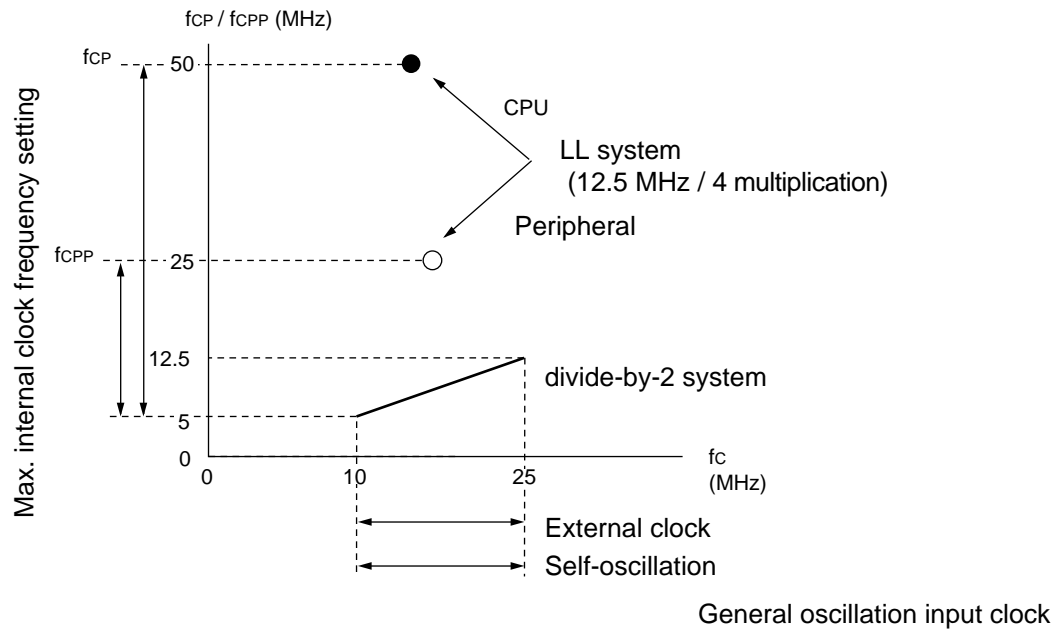 fCP / fCPP (MHz)
fCP
50
CPU
LL system
(12.5 MHz / 4 multiplication)
Peripheral
fCPP
25
12.5
divide-by-2 system
5
0
0
10
25
fC
(MHz)
External clock
Self-oscillation
Max. internal clock frequency setting
General oscillation input clock